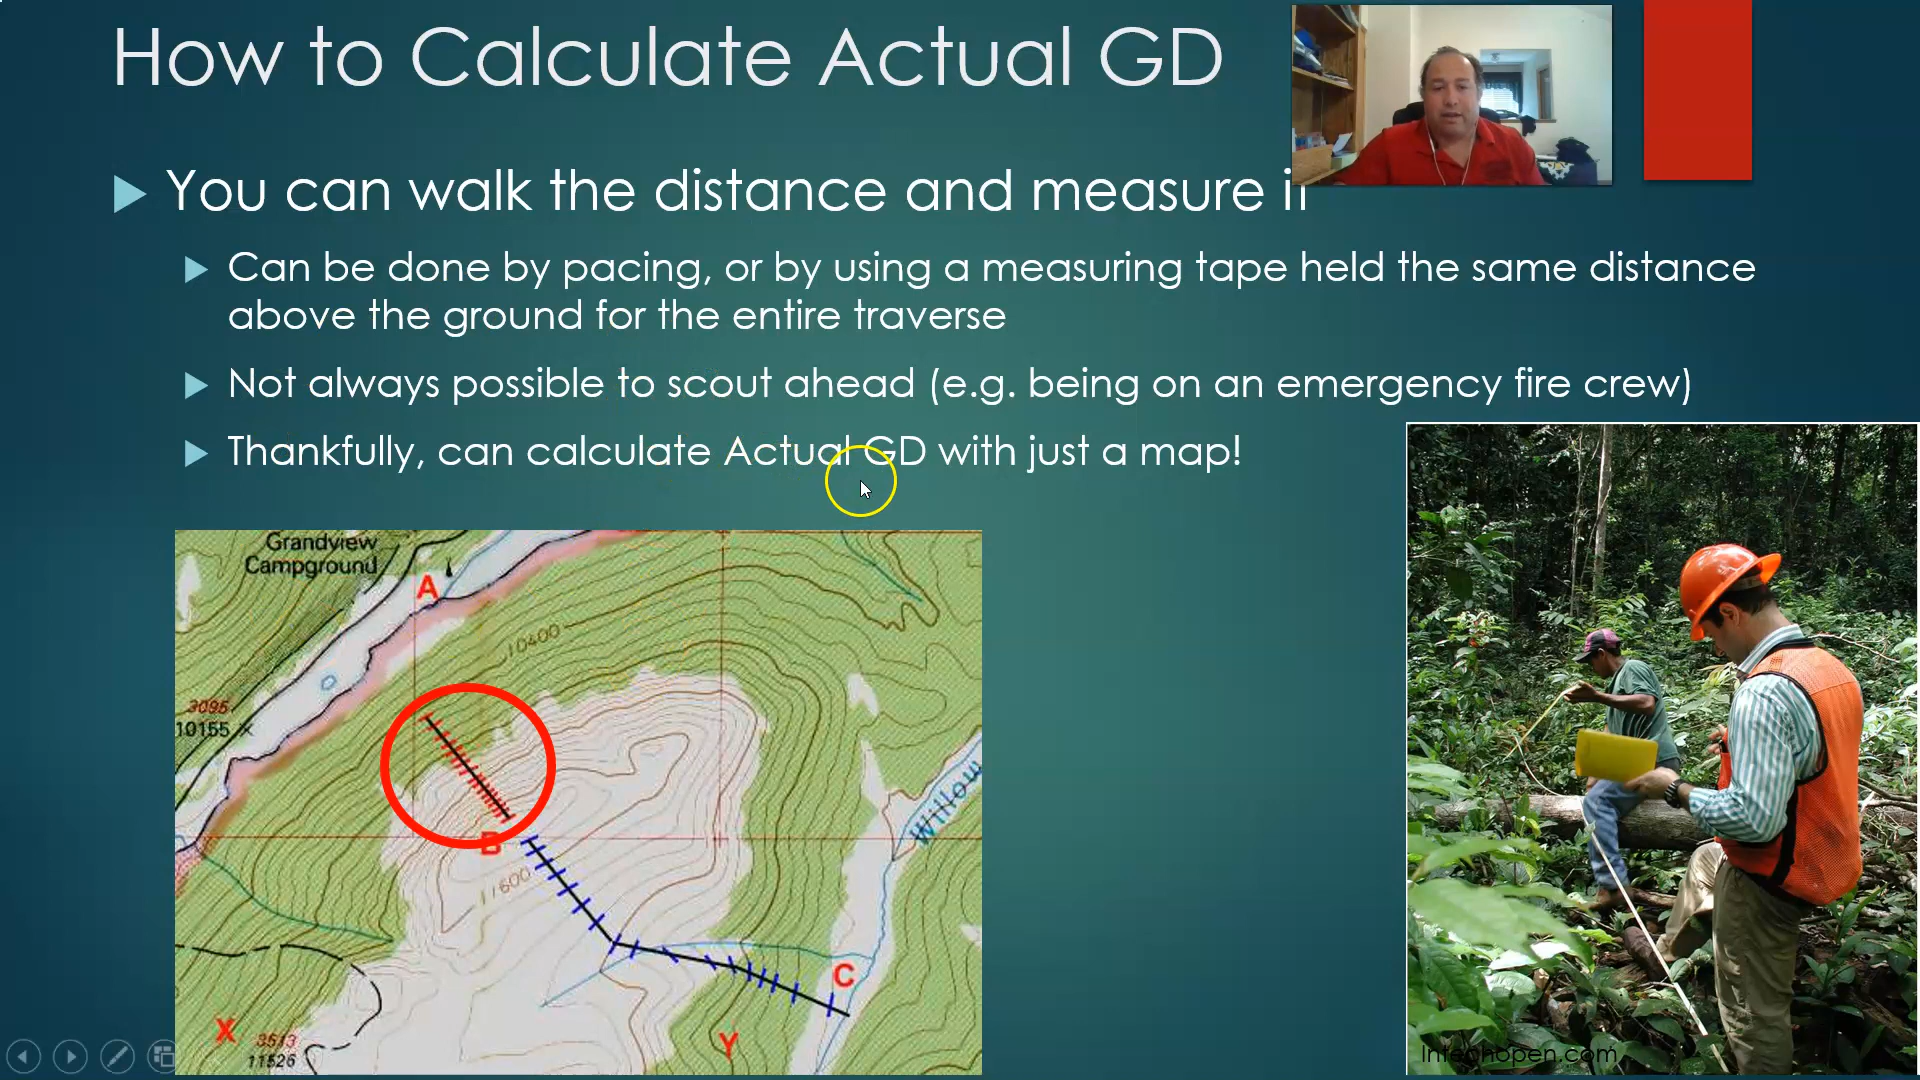 How to Calculate Actual GD
You can walk the distance and measure
Can be done by pacing, or by using a measuring tape held the same distance
above the ground for the entire traverse
Not always possible to scout ahead (e.g. being on an emergency fire crew)
Thankfully, can calculate Actual GD with just a map!
Grandview
Campground
A
10400
3095
10155
B
11600
Willow
C
X
3513
11526
Y
Intechopen.com